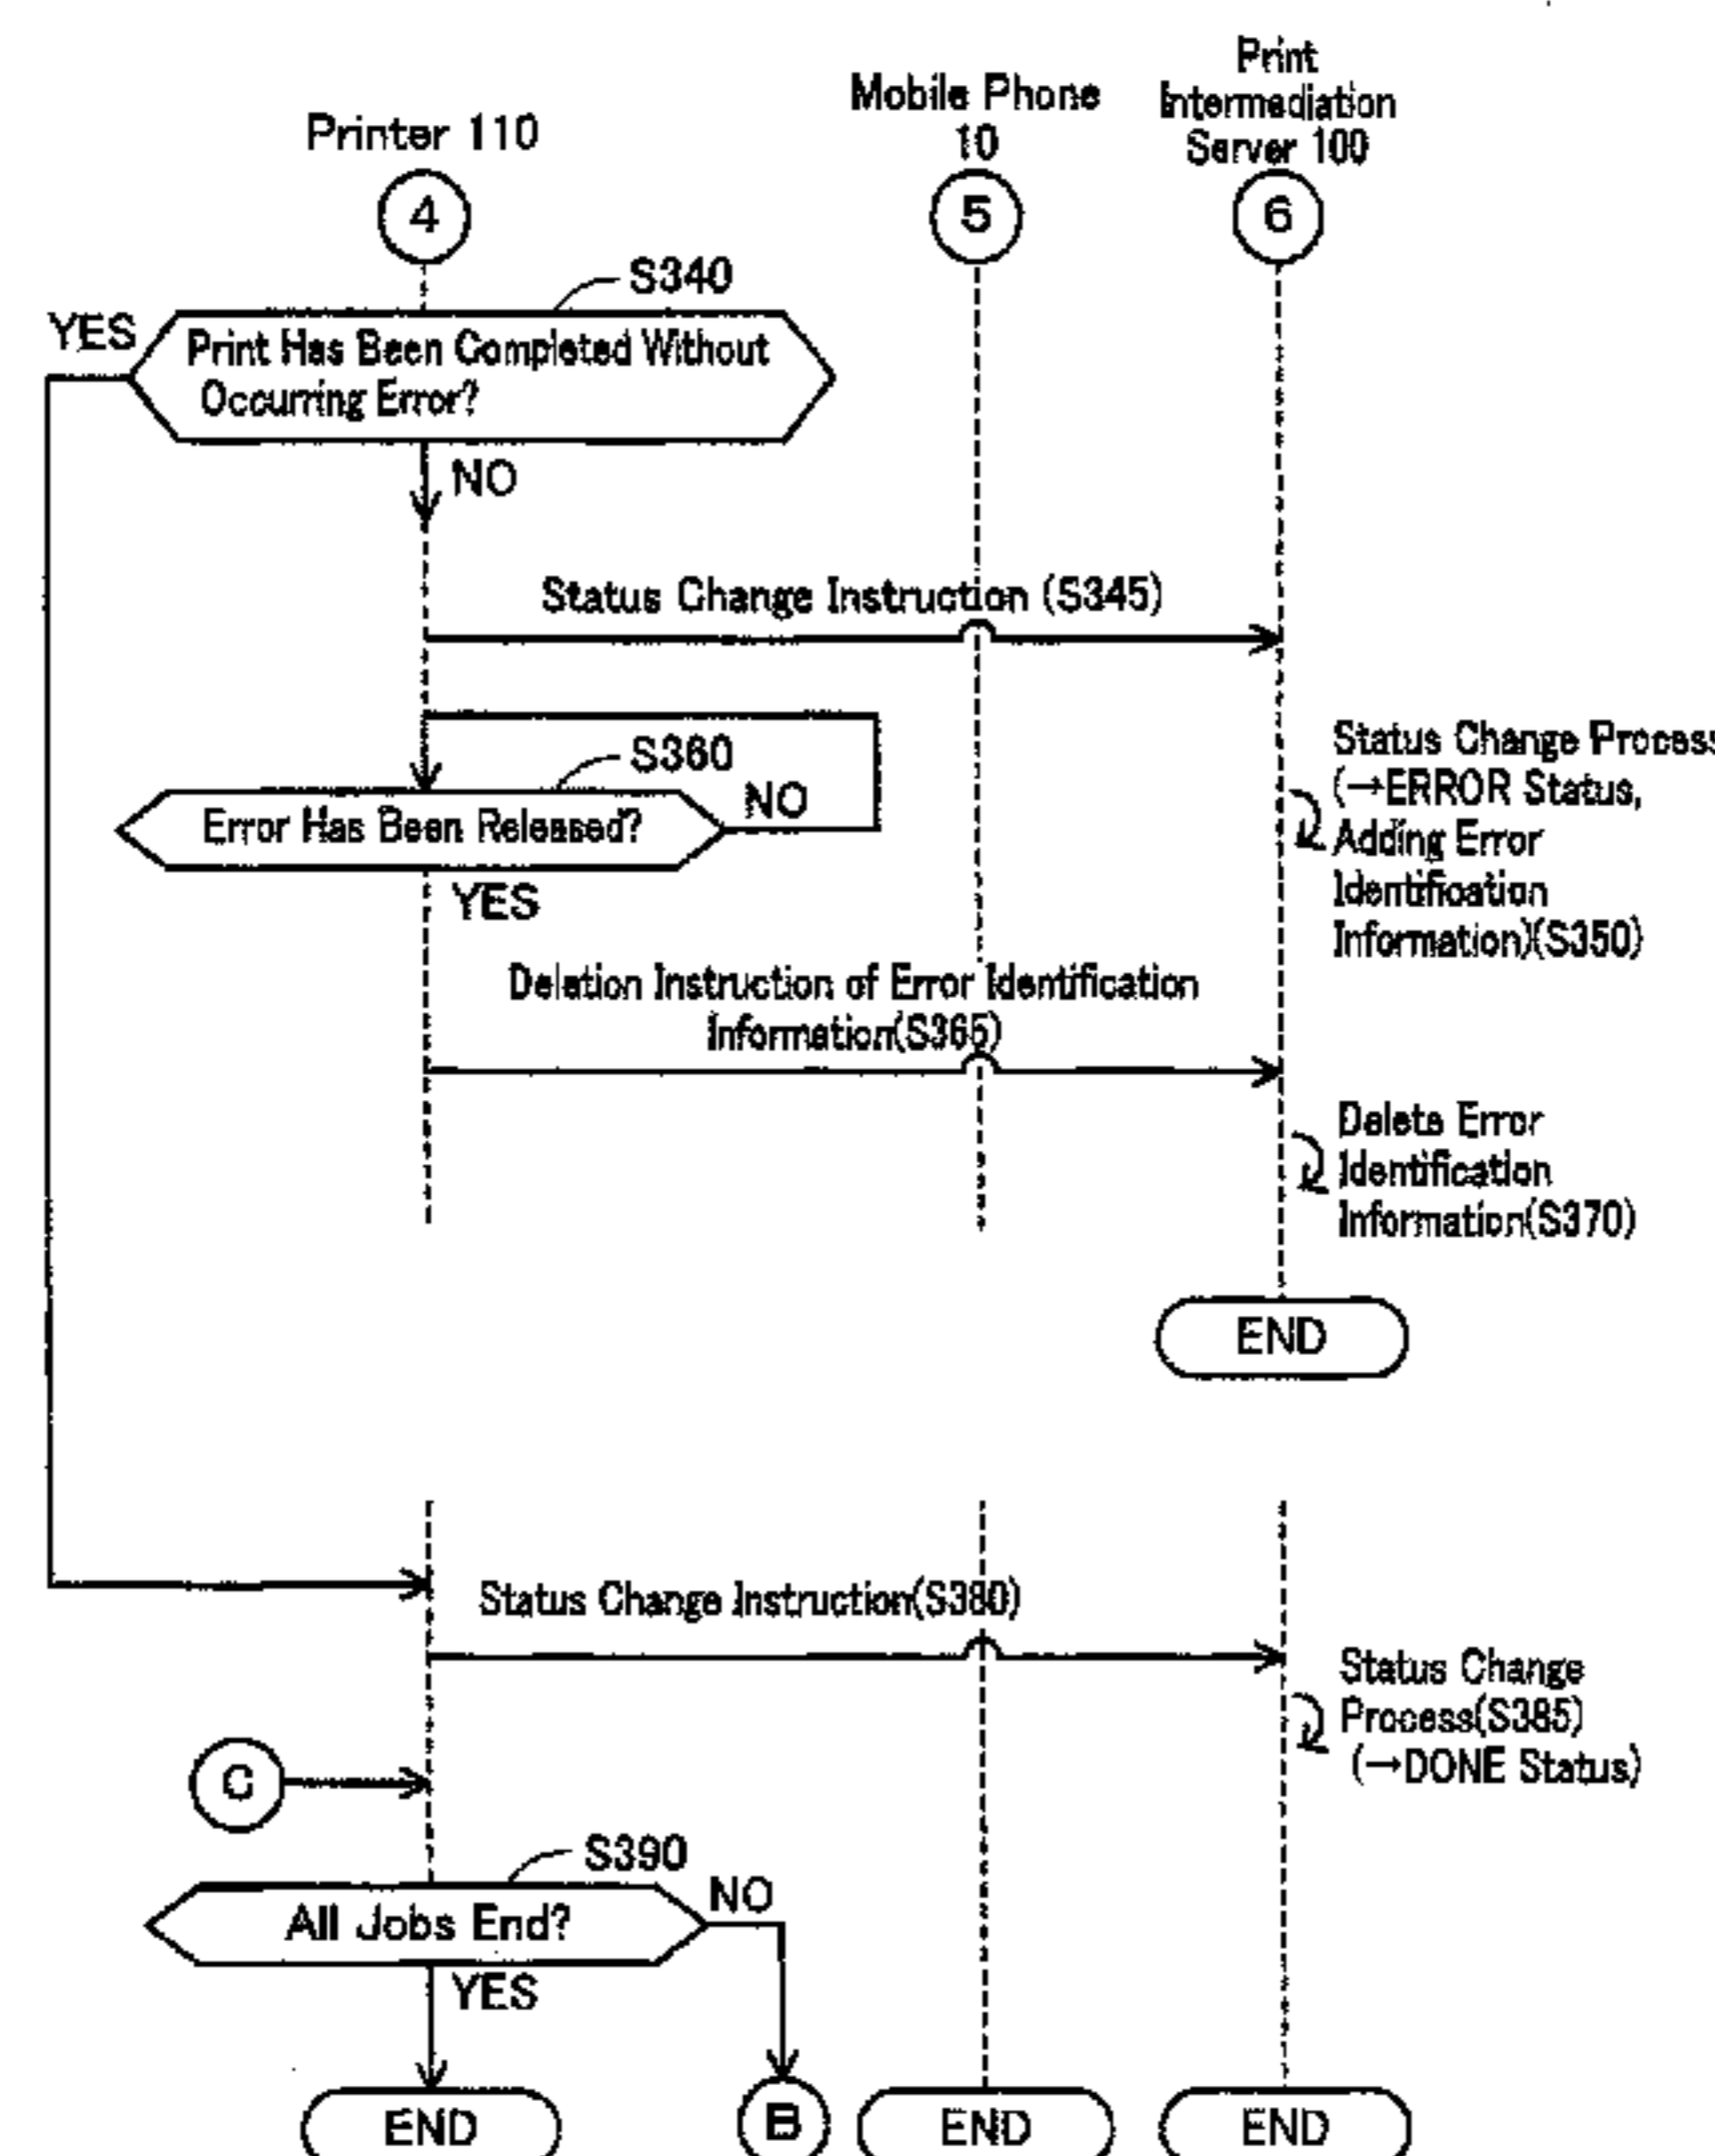 Printer 110
Mobile Phone
10
Print
Intermediation
Server 100
4
5
6
S340
YES
Print Has Been Completed Without
Occurring Error?
NO
Status Change Instruction (S345)
S360
Error Has Been Released?
NO
YES
Status Change Process
(→ERROR Status,
Adding Error
Identification
Information)(S350)
Deletion Instruction of Error Identification
Information(S365)
Delete Error
Identification
Information(S370)
END
Status Change Instruction(S380)
Status Change
Process(S385)
(→DONE Status)
C
S390
All Jobs End?
NO
YES
END
B
END
END